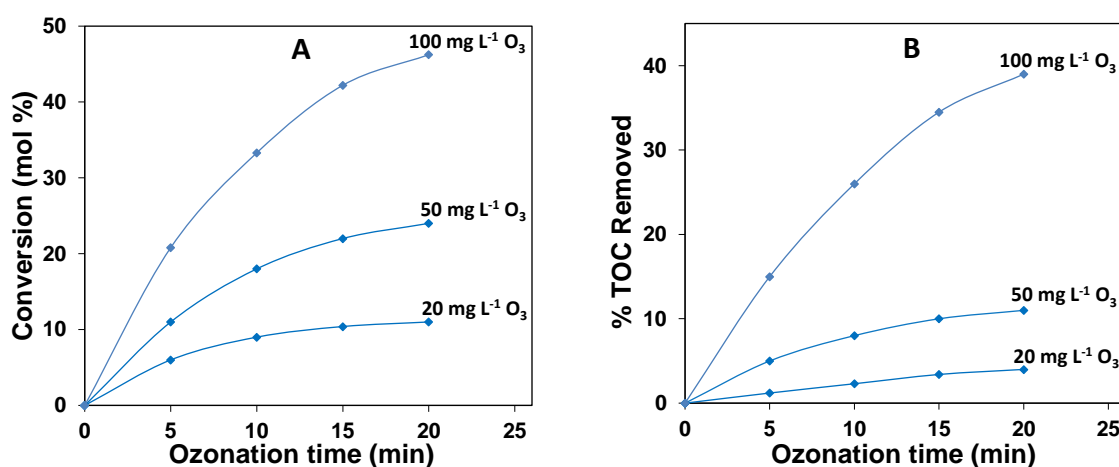 A
Conversion (mol %)
50
40
30
20
10
0
100 mg L⁻¹ O₃
50 mg L⁻¹ O₃
20 mg L⁻¹ O₃
0 5 10 15 20 25
Ozonation time (min)
B
% TOC Removed
40
30
20
10
0
100 mg L⁻¹ O₃
50 mg L⁻¹ O₃
20 mg L⁻¹ O₃
0 5 10 15 20 25
Ozonation time (min)